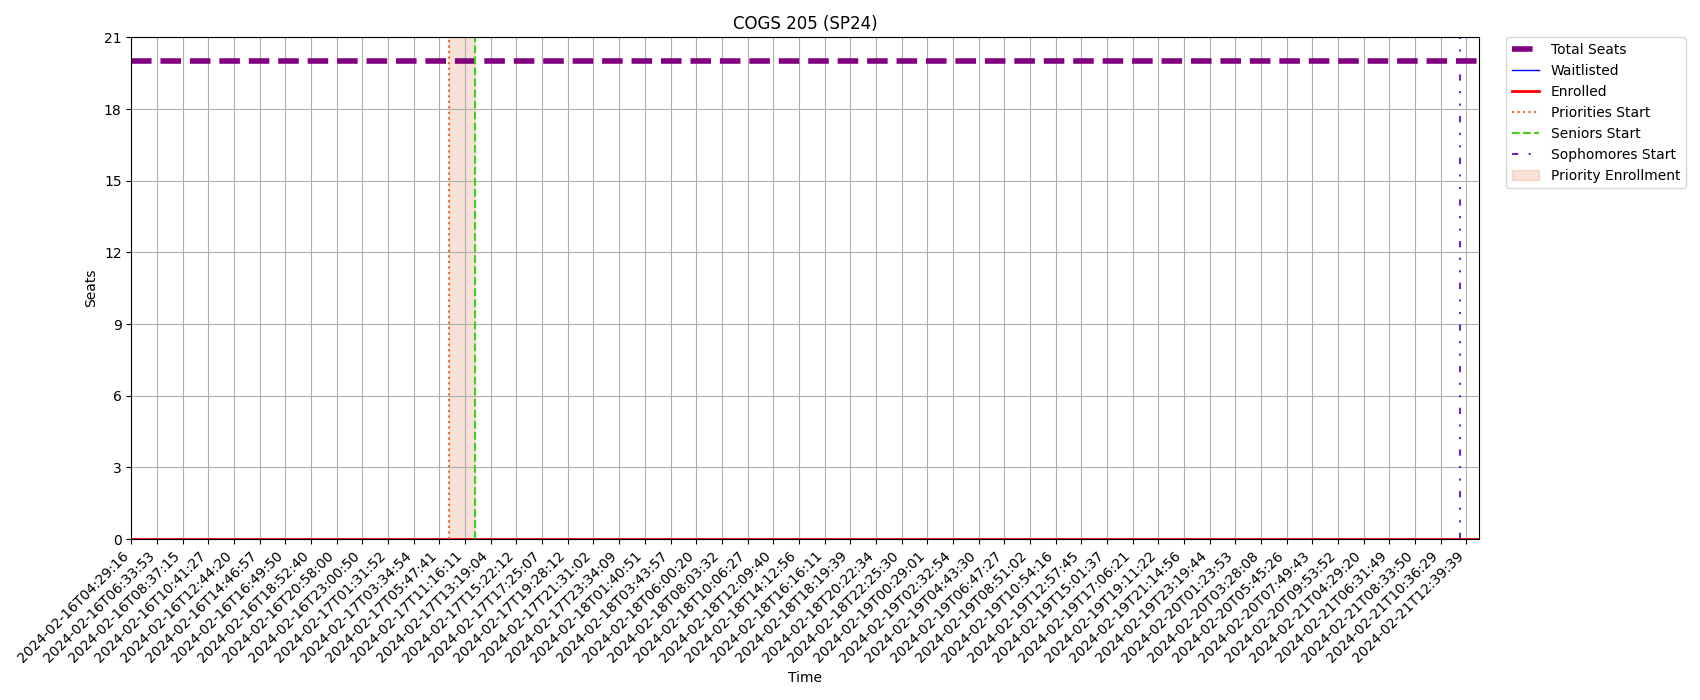 COGS 205 (SP24)
21
18
15
12
9
6
3
0
Seats
Total Seats
Waitlisted
Enrolled
Priorities Start
Seniors Start
Sophomores Start
Priority Enrollment
2024-02-16T04:29:16
2024-02-16T06:33:53
2024-02-16T08:37:15
2024-02-16T10:41:27
2024-02-16T12:44:20
2024-02-16T14:46:57
2024-02-16T16:49:50
2024-02-16T18:52:40
2024-02-16T20:58:00
2024-02-16T23:00:50
2024-02-17T01:31:52
2024-02-17T03:34:54
2024-02-17T05:47:41
2024-02-17T11:16:11
2024-02-17T13:19:04
2024-02-17T15:22:12
2024-02-17T17:25:07
2024-02-17T19:28:12
2024-02-17T21:31:02
2024-02-17T23:34:09
2024-02-18T01:40:51
2024-02-18T03:43:57
2024-02-18T06:00:20
2024-02-18T08:03:32
2024-02-18T10:06:27
2024-02-18T12:09:40
2024-02-18T14:12:56
2024-02-18T16:16:11
2024-02-18T18:19:39
2024-02-18T20:22:34
2024-02-18T22:25:30
2024-02-19T00:29:01
2024-02-19T02:32:54
2024-02-19T04:43:30
2024-02-19T06:47:27
2024-02-19T08:51:02
2024-02-19T10:54:16
2024-02-19T12:57:45
2024-02-19T15:01:37
2024-02-19T17:06:21
2024-02-19T19:11:22
2024-02-19T21:14:56
2024-02-19T23:19:44
2024-02-20T01:23:53
2024-02-20T03:28:08
2024-02-20T05:45:26
2024-02-20T07:49:43
2024-02-20T09:53:52
2024-02-21T04:29:20
2024-02-21T06:31:49
2024-02-21T08:33:50
2024-02-21T10:36:29
2024-02-21T12:39:39
Time